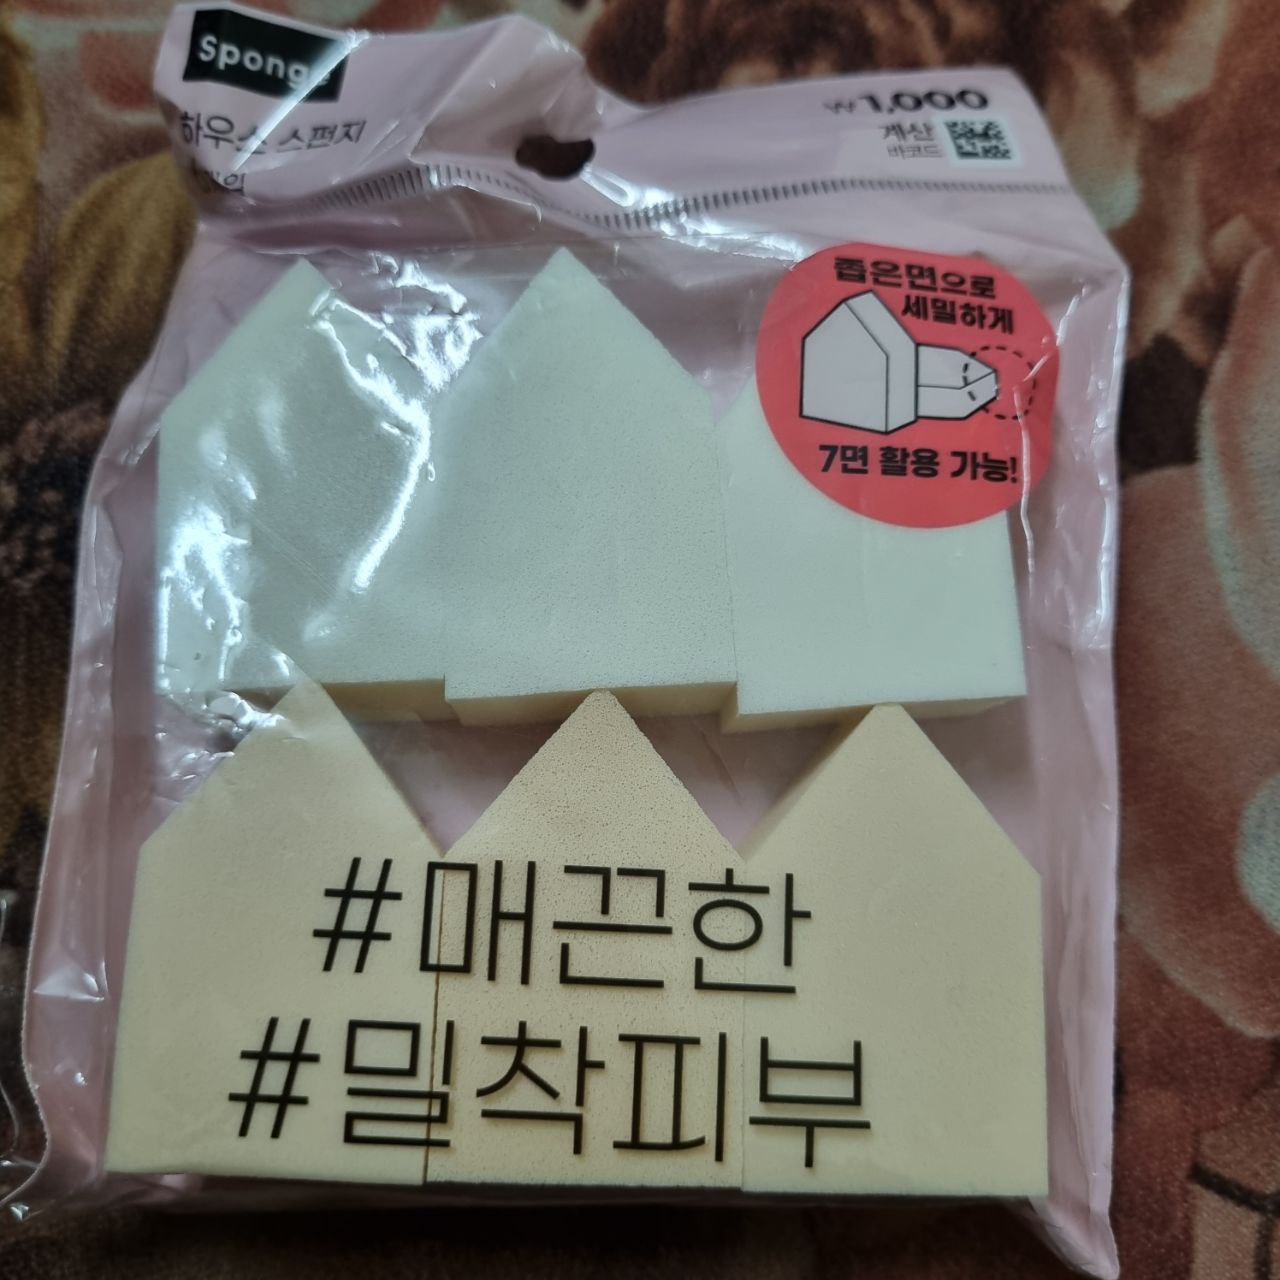 Sponge
하우스 스펀지
₩1,000
계산
바코드
좁은면으로
세밀하게
7면 활용 가능!
#매끈한
#밀착피부